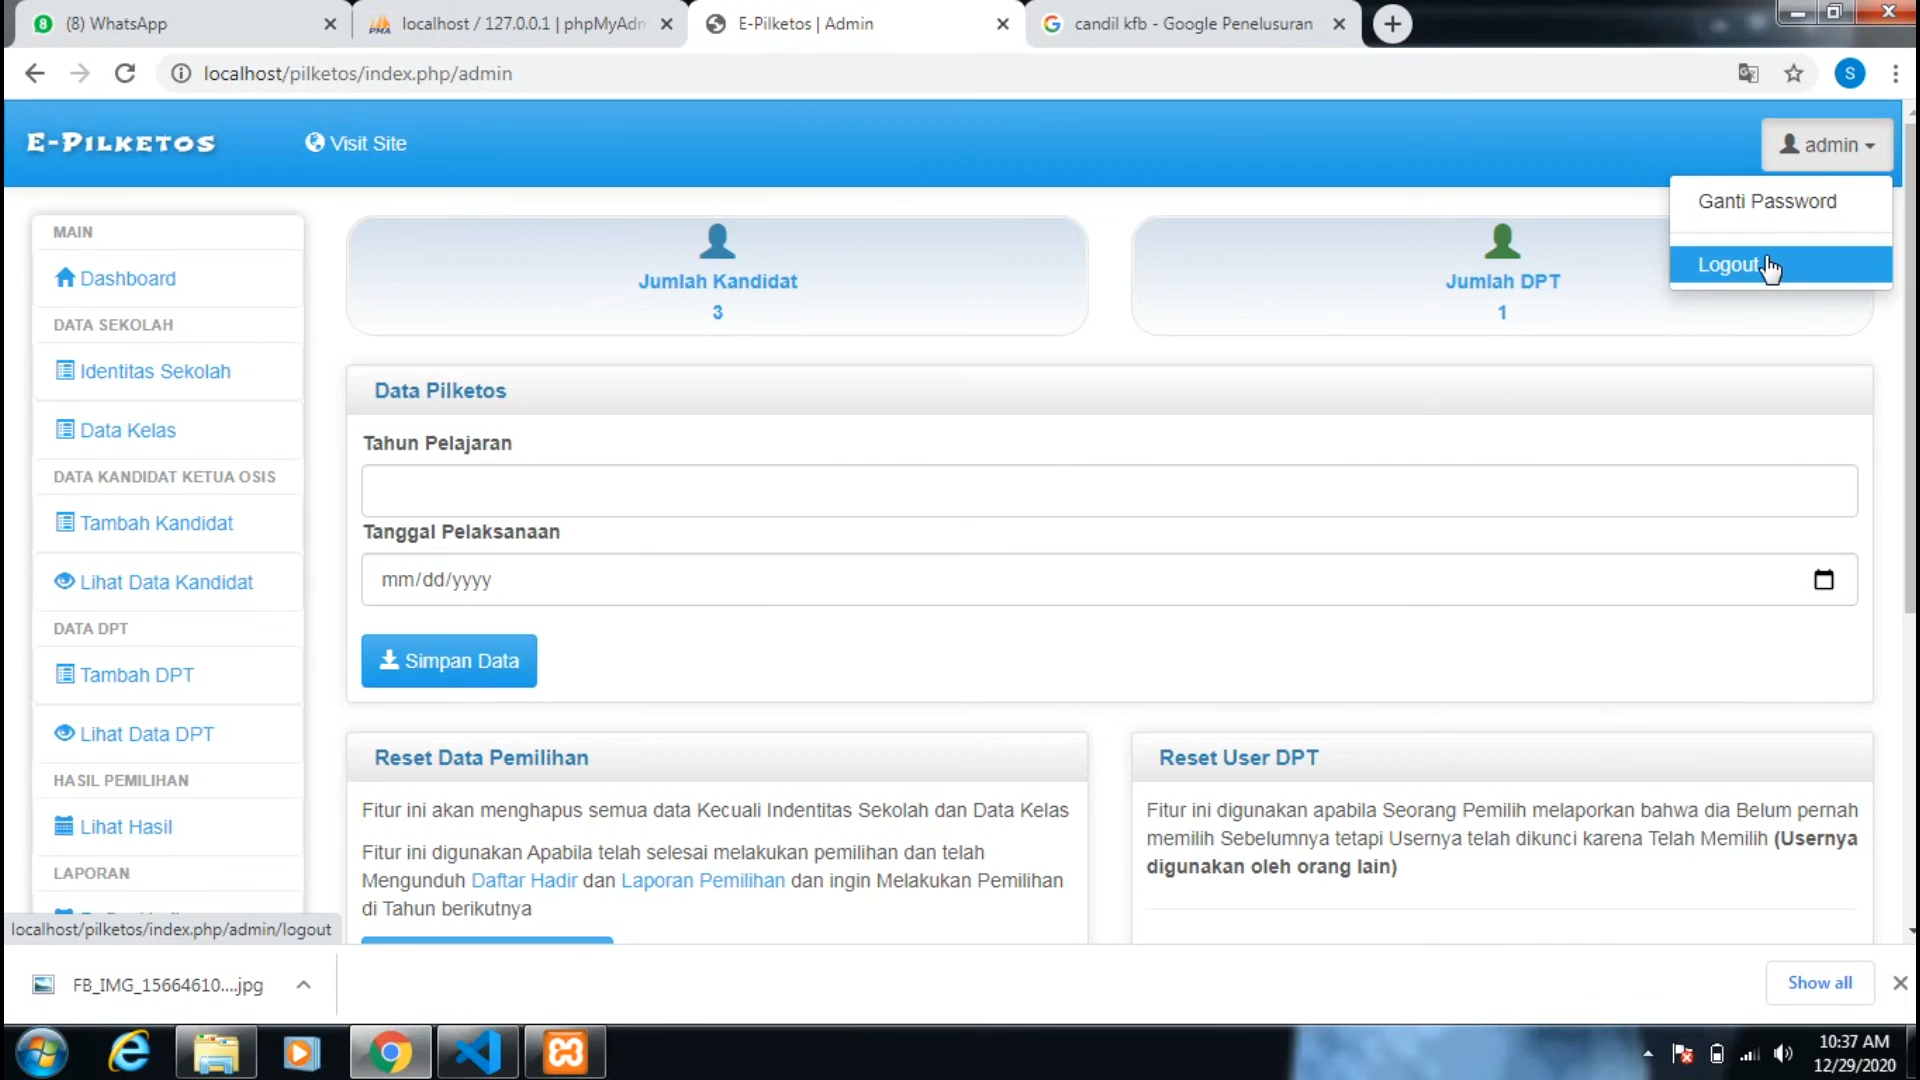 (8) WhatsApp
localhost / 127.0.0.1 | phpMyAdn
E-Pilketos | Admin
candil kfb - Google Penelusuran
localhost/pilketos/index.php/admin
S
E-PILKETOS
Visit Site
admin
Ganti Password
Logout
MAIN
Dashboard
DATA SEKOLAH
Identitas Sekolah
Data Kelas
DATA KANDIDAT KETUA OSIS
Tambah Kandidat
Lihat Data Kandidat
DATA DPT
Tambah DPT
Lihat Data DPT
HASIL PEMILIHAN
Lihat Hasil
LAPORAN
Jumlah Kandidat
3
Jumlah DPT
1
Data Pilketos
Tahun Pelajaran
Tanggal Pelaksanaan
mm/dd/yyyy
Simpan Data
Reset Data Pemilihan
Fitur ini akan menghapus semua data Kecuali Indentitas Sekolah dan Data Kelas
Fitur ini digunakan Apabila telah selesai melakukan pemilihan dan telah
Mengunduh Daftar Hadir dan Laporan Pemilihan dan ingin Melakukan Pemilihan
di Tahun berikutnya
Reset User DPT
Fitur ini digunakan apabila Seorang Pemilih melaporkan bahwa dia Belum pernah
memilih Sebelumnya tetapi Usernya telah dikunci karena Telah Memilih (Usernya
digunakan oleh orang lain)
localhost/pilketos/index.php/admin/logout
FB_IMG_15664610....jpg
Show all
10:37 AM
12/29/2020